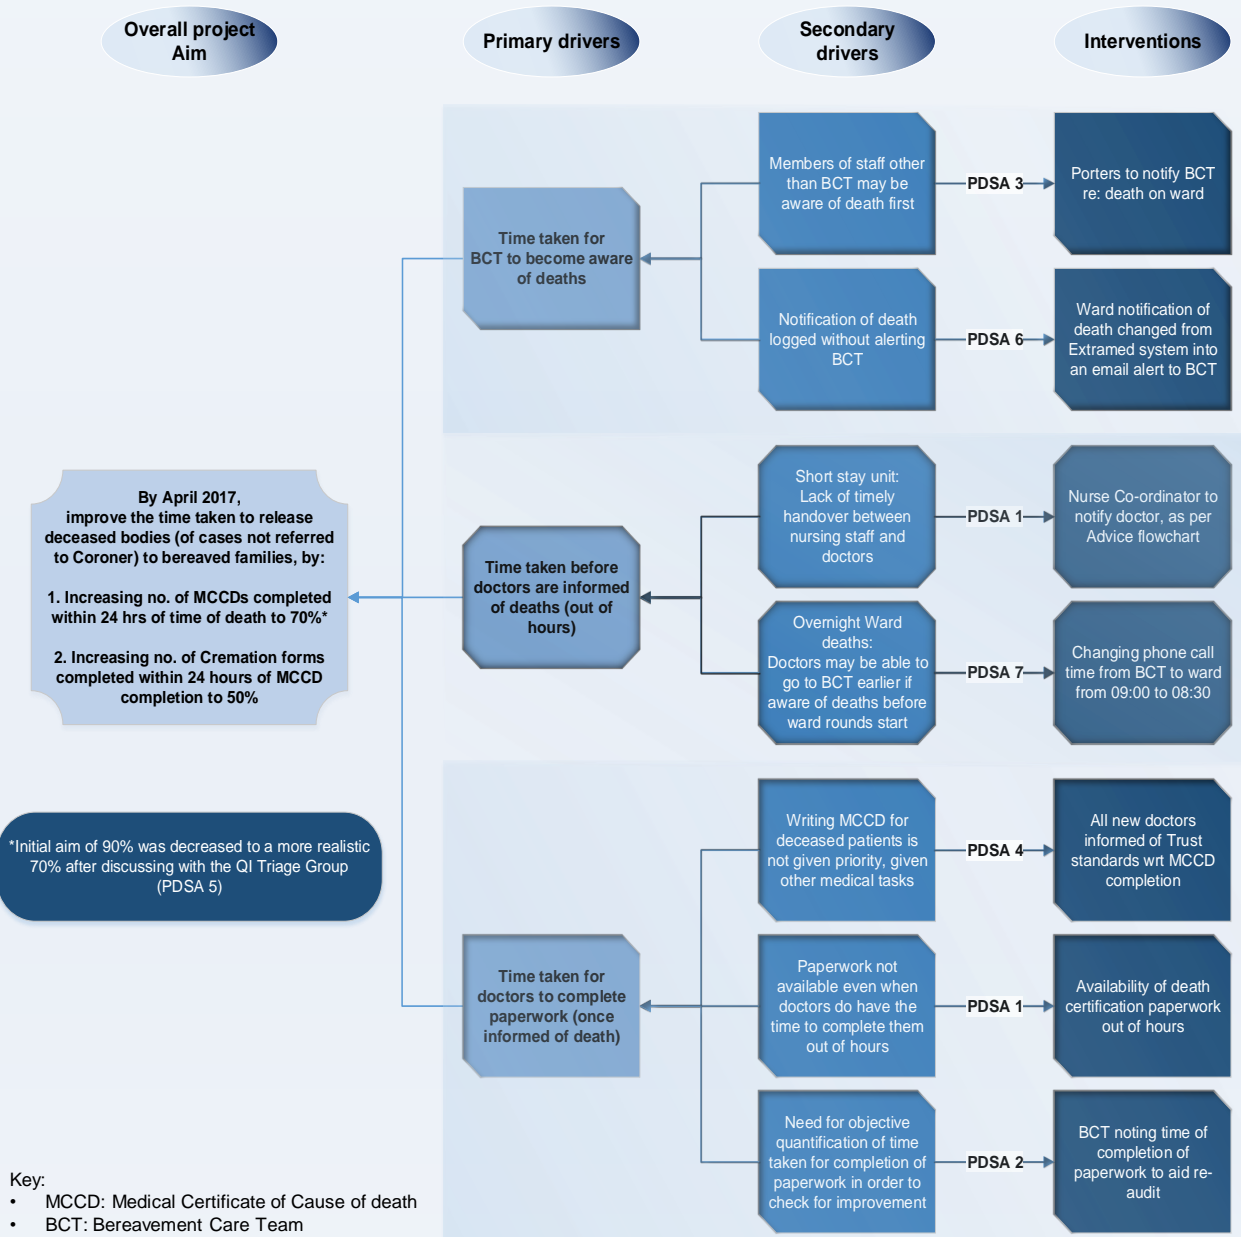 Overall project
Aim
Primary drivers
Secondary
drivers
Interventions
Members of staff other
than BCT may be
aware of death first
PDSA 3
Porters to notify BCT
re: death on ward
Time taken for
BCT to become aware
of deaths
Notification of death
logged without alerting
BCT
PDSA 6
Ward notification of
death changed from
Extramed system into
an email alert to BCT
By April 2017,
improve the time taken to release
deceased bodies (of cases not referred
to Coroner) to bereaved families, by:
1. Increasing no. of MCCDs completed
within 24 hrs of time of death to 70%*
2. Increasing no. of Cremation forms
completed within 24 hours of MCCD
completion to 50%
Time taken before
doctors are informed
of deaths (out of
hours)
Short stay unit:
Lack of timely
handover between
nursing staff and
doctors
PDSA 1
Nurse Co-ordinator to
notify doctor, as per
Advice flowchart
Overnight Ward
deaths:
Doctors may be able to
go to BCT earlier if
aware of deaths before
ward rounds start
PDSA 7
Changing phone call
time from BCT to ward
from 09:00 to 08:30
*Initial aim of 90% was decreased to a more realistic
70% after discussing with the QI Triage Group
(PDSA 5)
Writing MCCD for
deceased patients is
not given priority, given
other medical tasks
PDSA 4
All new doctors
informed of Trust
standards wrt MCCD
completion
Time taken for
doctors to complete
paperwork (once
informed of death)
Paperwork not
available even when
doctors do have the
time to complete them
out of hours
PDSA 1
Availability of death
certification paperwork
out of hours
Need for objective
quantification of time
taken for completion of
paperwork in order to
check for improvement
PDSA 2
BCT noting time of
completion of
paperwork to aid re-
audit
Key:
• MCCD: Medical Certificate of Cause of death
• BCT: Bereavement Care Team